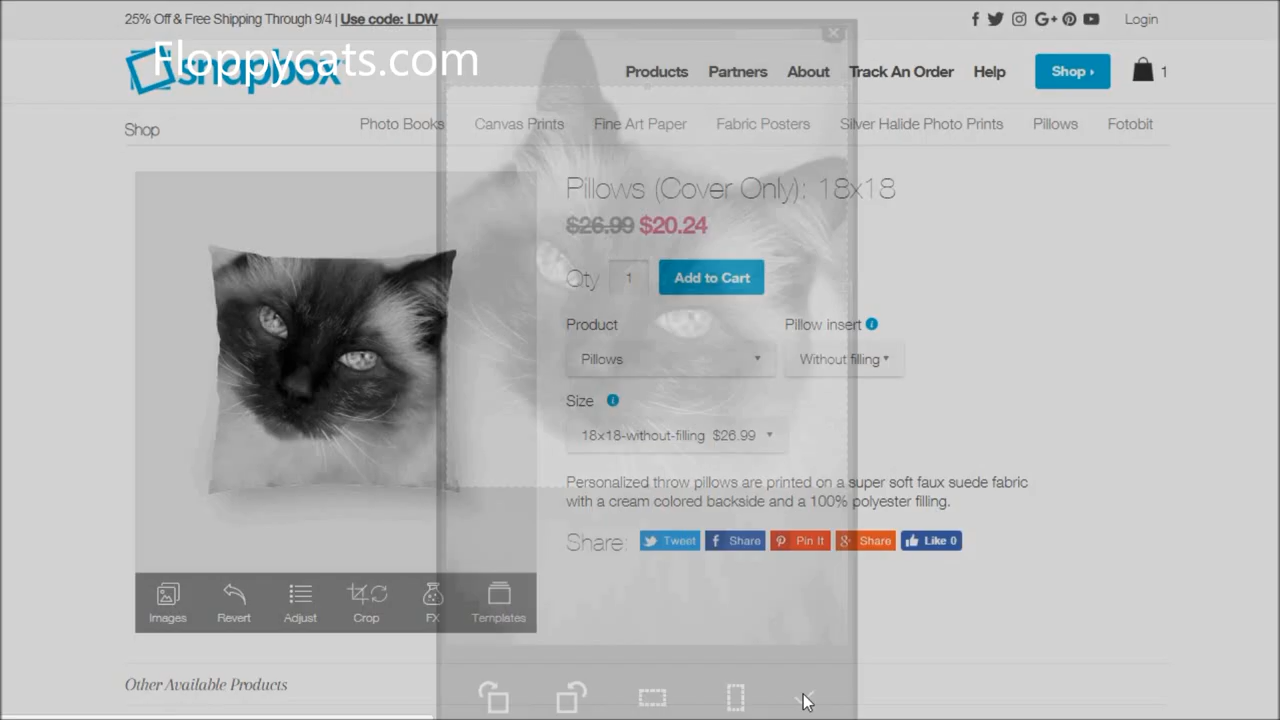 25% Off & Free Shipping Through 9/4 | Use code: LDW
Login
Floppycats.com
snapbox
Products
Partners
About
Track An Order
Help
Shop
1
Shop
Photo Books
Canvas Prints
Fine Art Paper
Fabric Posters
Silver Halide Photo Prints
Pillows
Fotobit
Pillows (Cover Only): 18x18
$26.99 $20.24
Qty 1 Add to Cart
Product
Pillow insert
Pillows
Without filling
Size
18x18-without-filling $26.99
Personalized throw pillows are printed on a super soft faux suede fabric
with a cream colored backside and a 100% polyester filling.
Share: Tweet Share Pin It Share Like 0
Images
Revert
Adjust
Crop
FX
Templates
Other Available Products